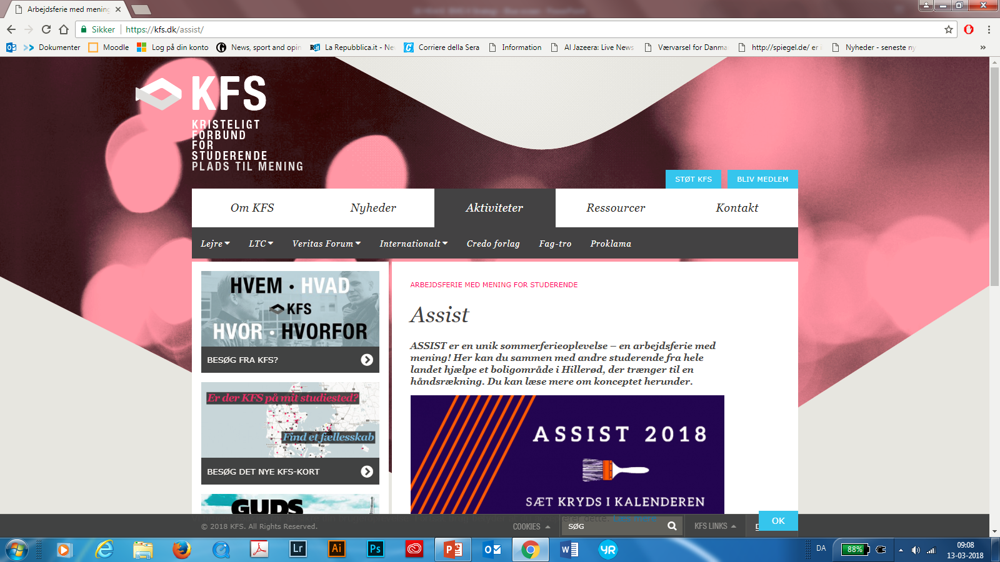 Arbejdsferie med mening
Sikker https://kfs.dk/assist/
Dokumenter Moodle Log på din konto News, sport and opin La Repubblica.it - Ne Corriere della Sera Information Al Jazeera: Live News Værvarsel for Danma http://spiegel.de/ er i Nyheder - seneste ny »
KFS
KRISTELIGT
FORBUND
FOR
STUDERENDE
PLADS TIL MENING
STØT KFS BLIV MEDLEM
Om KFS Nyheder Aktiviteter Ressourcer Kontakt
Lejre LTC Veritas Forum Internationalt Credo forlag Fag-tro Proklama
HVEM · HVAD
KFS
HVOR · HVORFOR
BESØG FRA KFS?
Er der KFS på mit studiested?
Find et fællesskab
BESØG DET NYE KFS-KORT
GUDS
ARBEJDSFERIE MED MENING FOR STUDERENDE
Assist
ASSIST er en unik sommerferieoplevelse – en arbejdsferie med
mening! Her kan du sammen med andre studerende fra hele
landet hjælpe et boligområde i Hillerød, der trænger til en
håndsrækning. Du kan læse mere om konceptet herunder.
ASSIST 2018
SÆT KRYDS I KALENDEREN
© 2018 KFS. All Rights Reserved. COOKIES SØG KFS LINKS OK
Lr Ai Ps YR DA 88% 09:08
13-03-2018